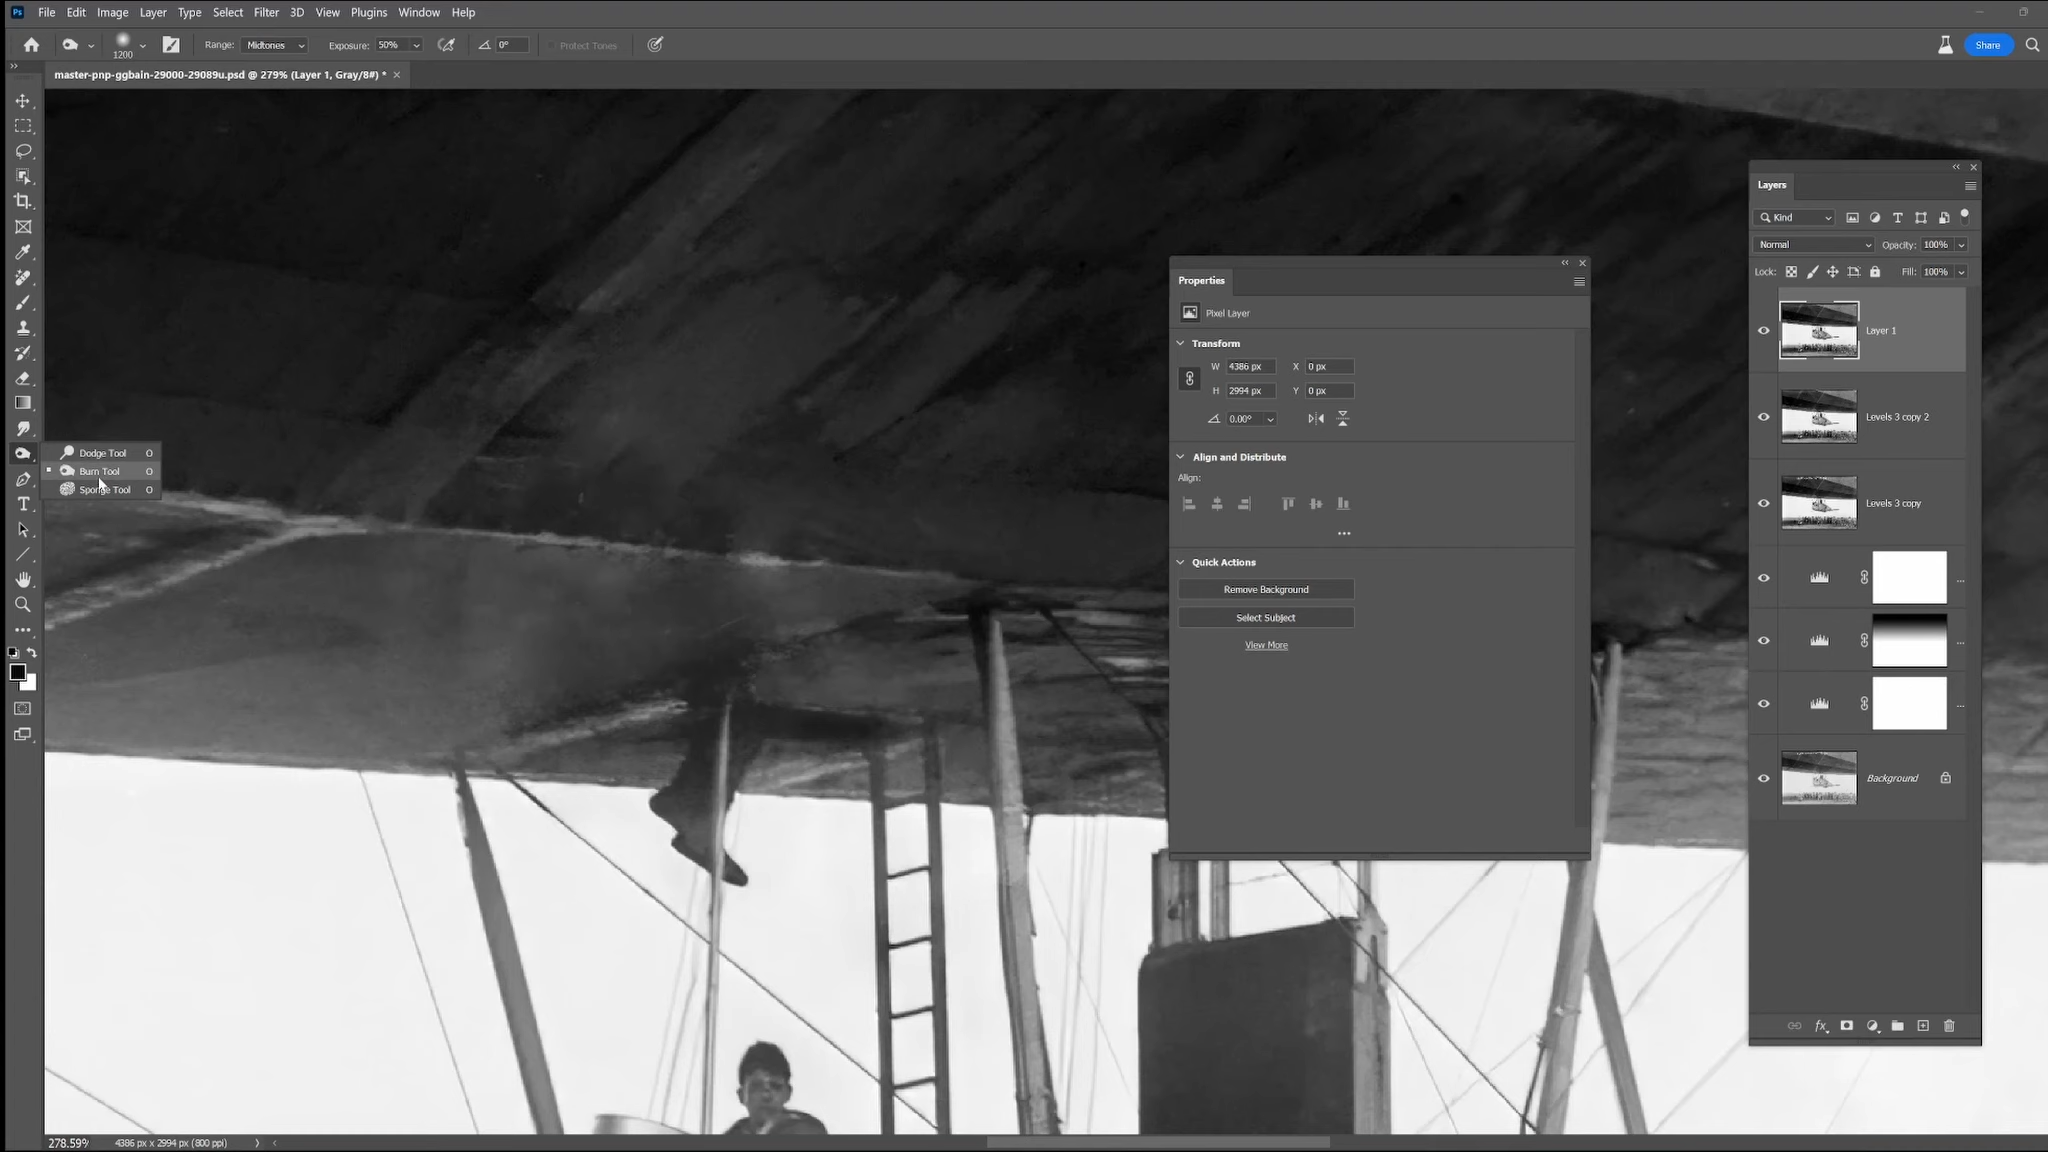 Ps File Edit Image Layer Type Select Filter 3D View Plugins Window Help
1200 Range: Midtones Exposure: 50% 0° Protect Tones Share
master-pnp-ggbain-29000-29089u.psd @ 279% (Layer 1, Gray/8#) * ×
Layers
Properties
Kind
Pixel Layer
Normal Opacity: 100%
Lock: Fill: 100%
Transform
W 4386 px X 0 px
H 2994 px Y 0 px
0.00°
Layer 1
Levels 3 copy 2
Levels 3 copy
Background
Align and Distribute
Align:
Quick Actions
Remove Background
Select Subject
View More
Dodge Tool O
Burn Tool O
Sponge Tool O
278.59% 4386 px x 2994 px (800 ppi)